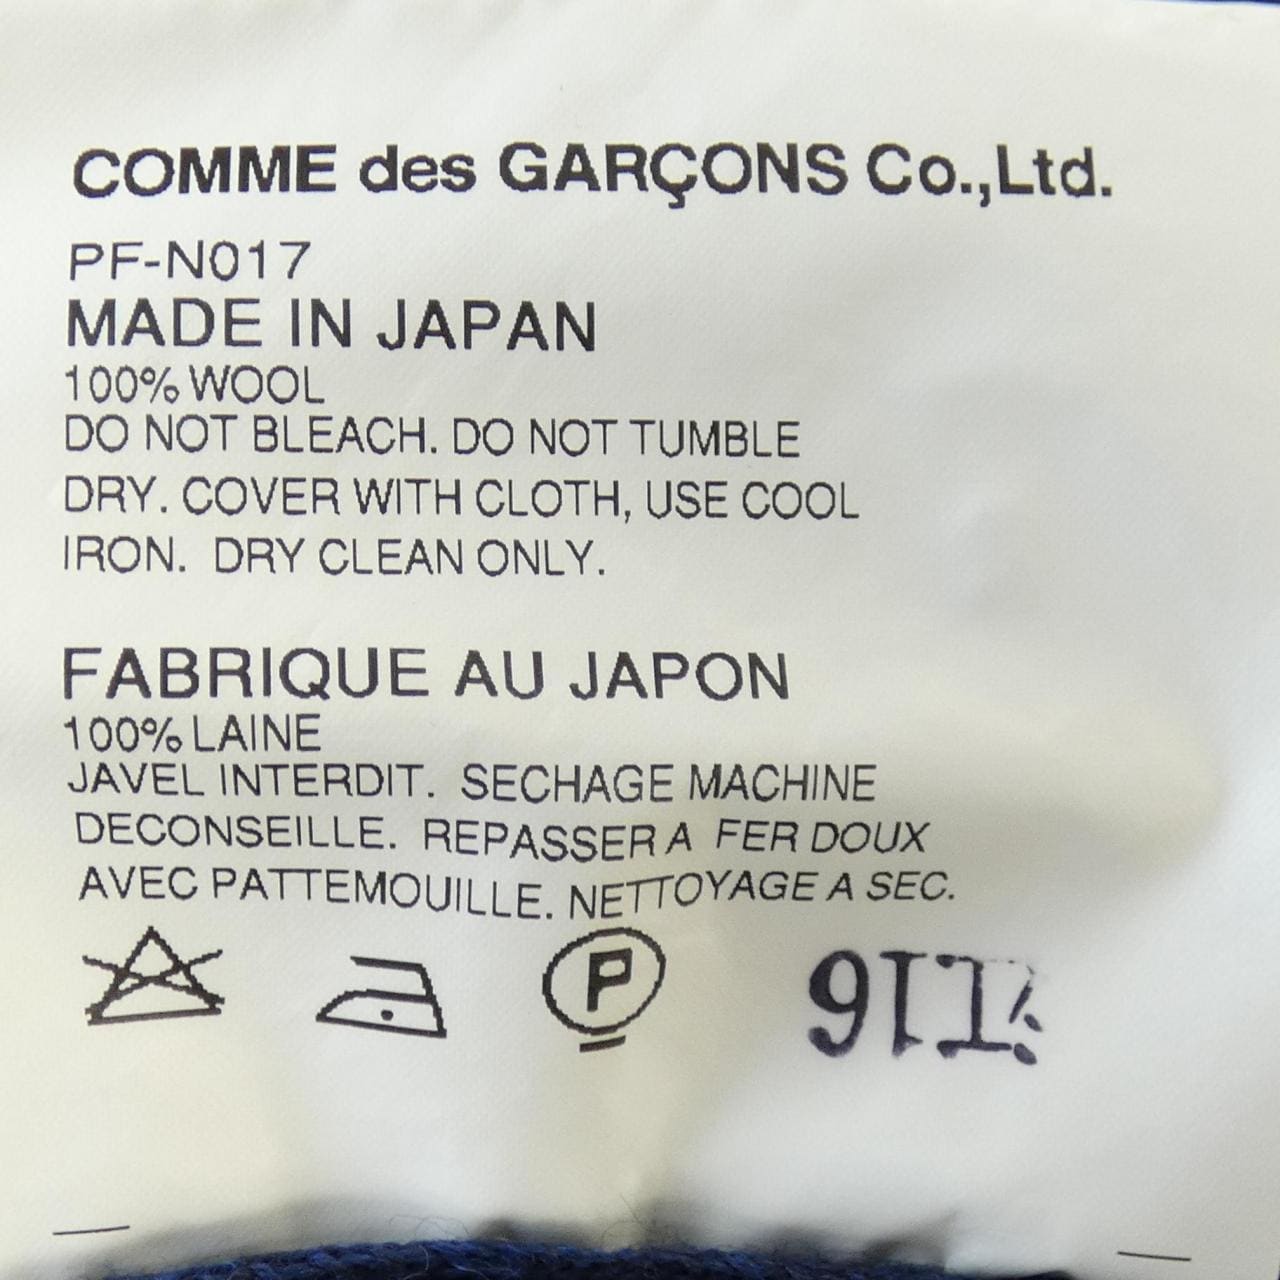 COMME des GARÇONS Co.,Ltd.
PF-N017
MADE IN JAPAN
100% WOOL
DO NOT BLEACH. DO NOT TUMBLE
DRY. COVER WITH CLOTH, USE COOL
IRON. DRY CLEAN ONLY.
FABRIQUE AU JAPON
100% LAINE
JAVEL INTERDIT. SECHAGE MACHINE
DECONSEILLE. REPASSER A FER DOUX
AVEC PATTEMOUILLE. NETTOYAGE A SEC.
P